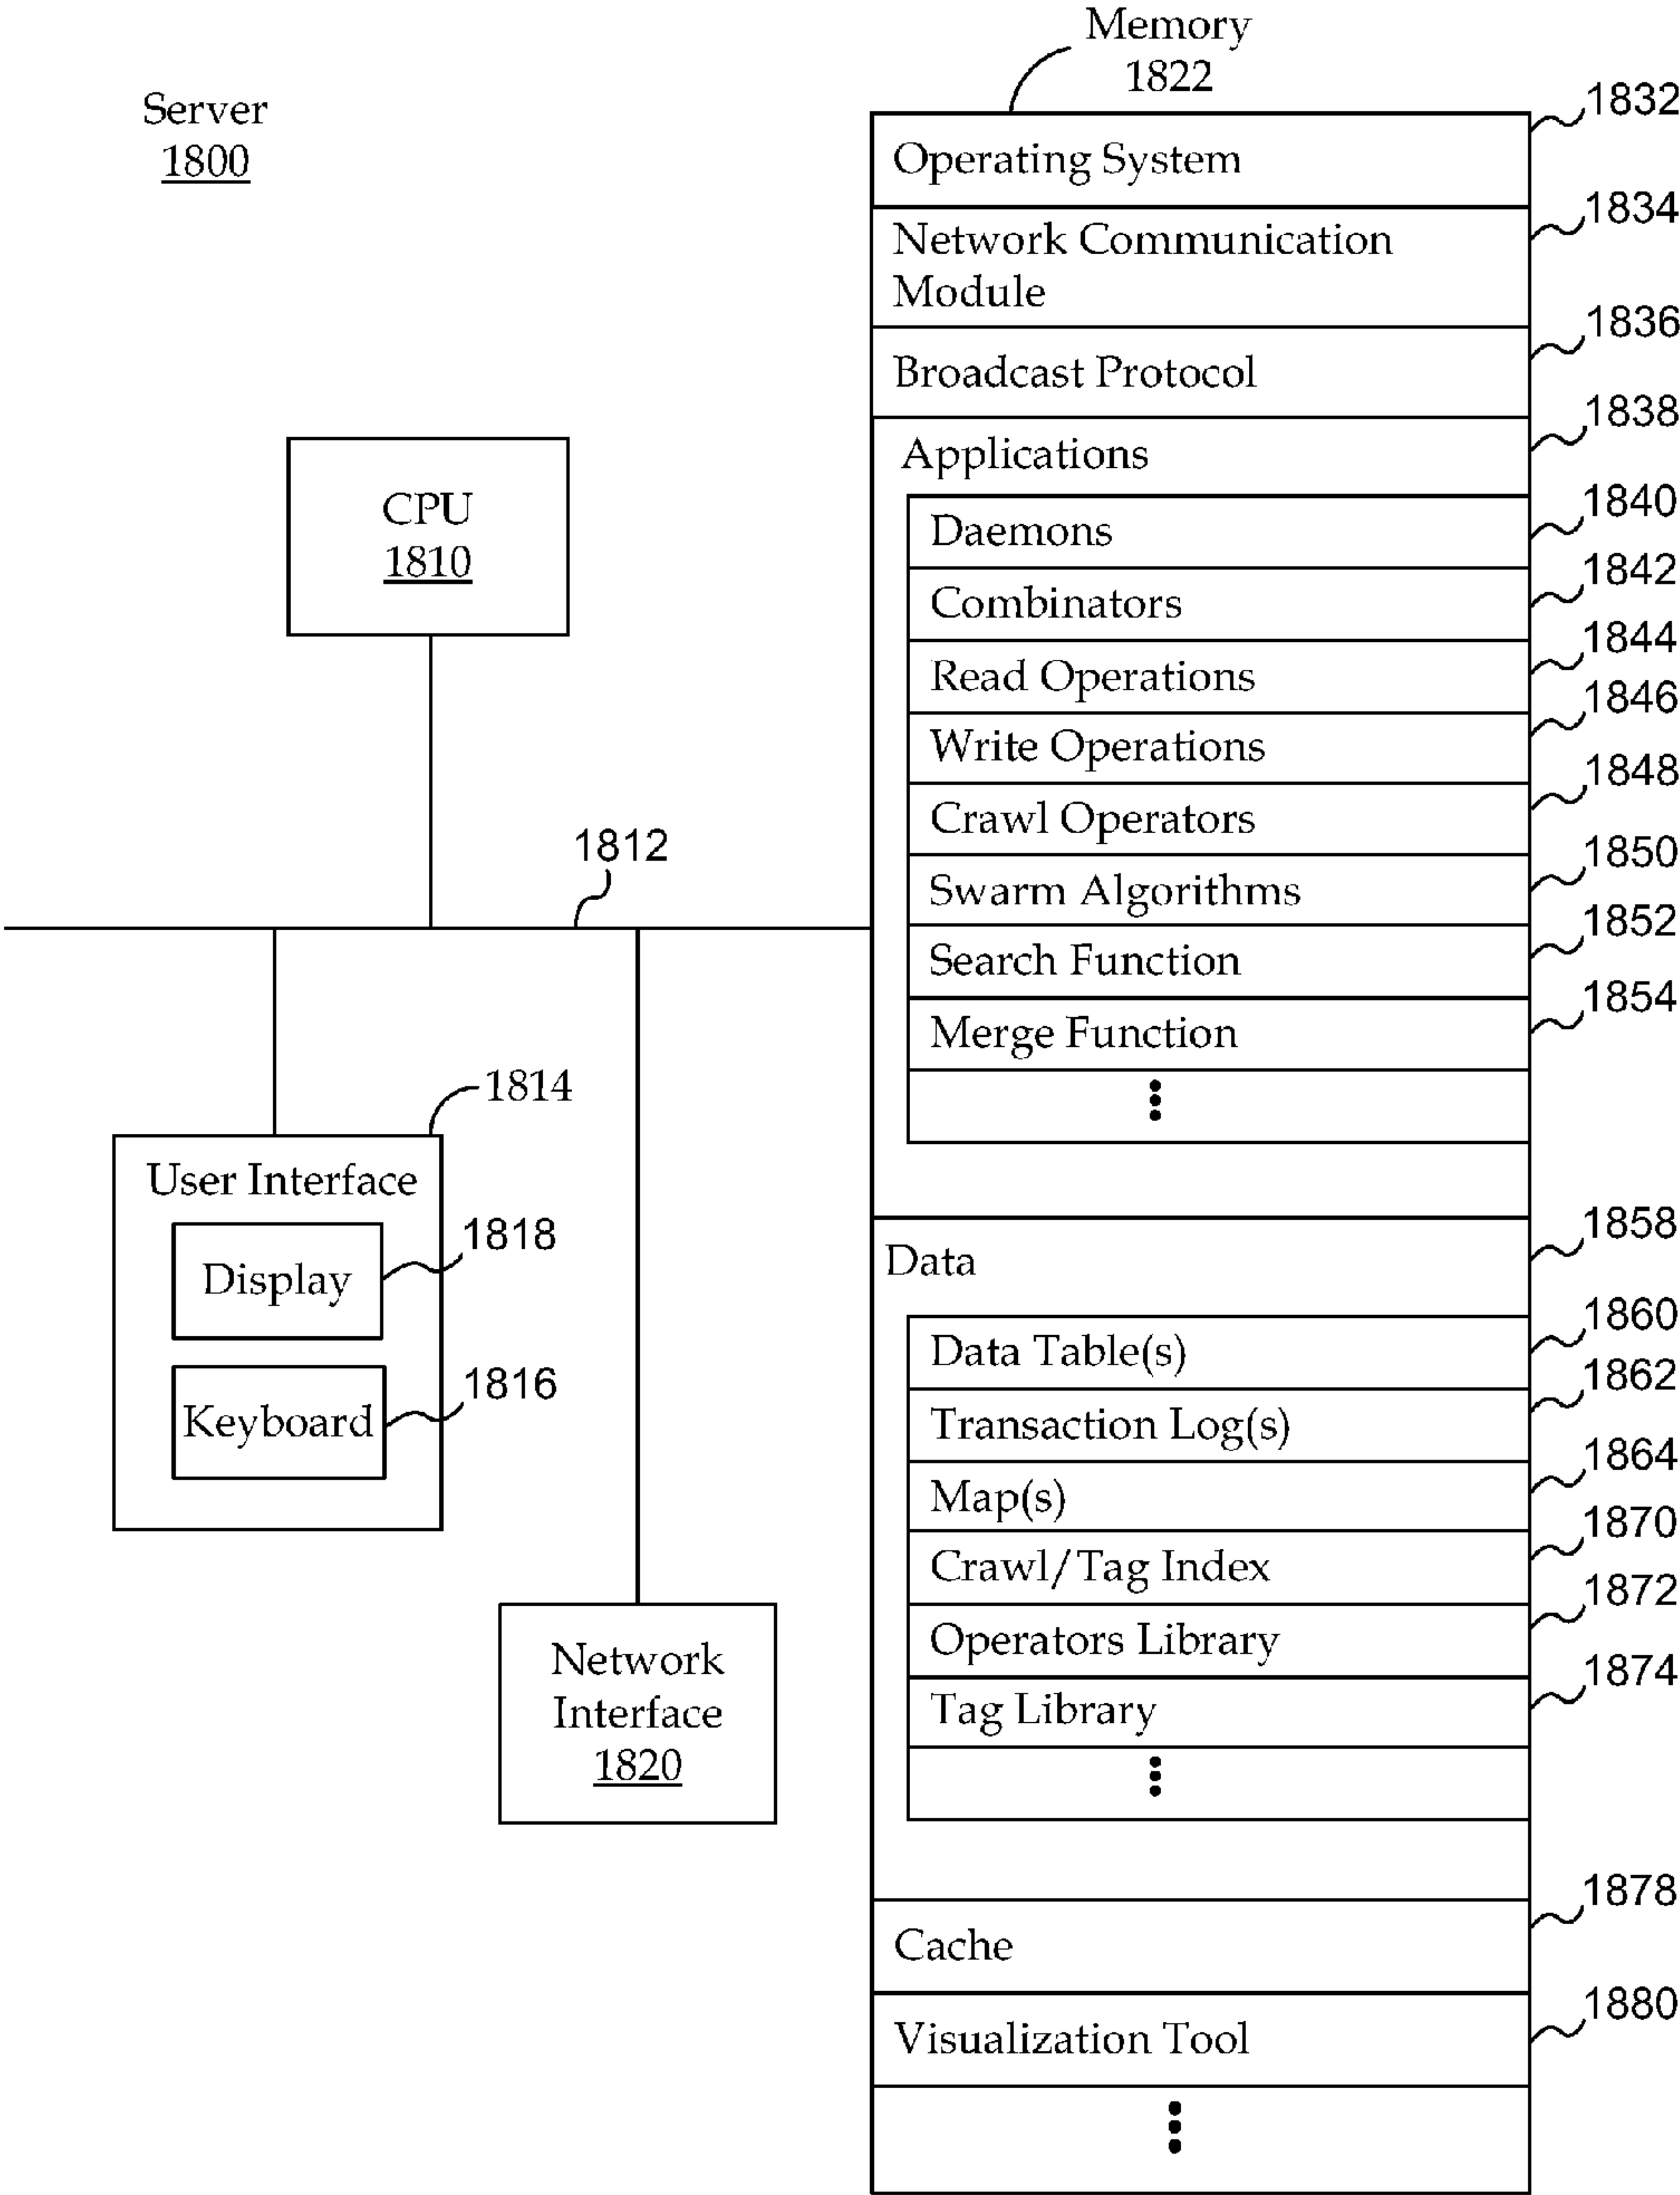 Server
1800
Memory
1822
Operating System
1832
Network Communication
Module
1834
Broadcast Protocol
1836
Applications
1838
Daemons
1840
Combinators
1842
Read Operations
1844
Write Operations
1846
Crawl Operators
1848
Swarm Algorithms
1850
Search Function
1852
Merge Function
1854
CPU
1810
1812
1814
User Interface
Display
1818
Keyboard
1816
Network
Interface
1820
Data
1858
Data Table(s)
1860
Transaction Log(s)
1862
Map(s)
1864
Crawl/Tag Index
1870
Operators Library
1872
Tag Library
1874
Cache
1878
Visualization Tool
1880